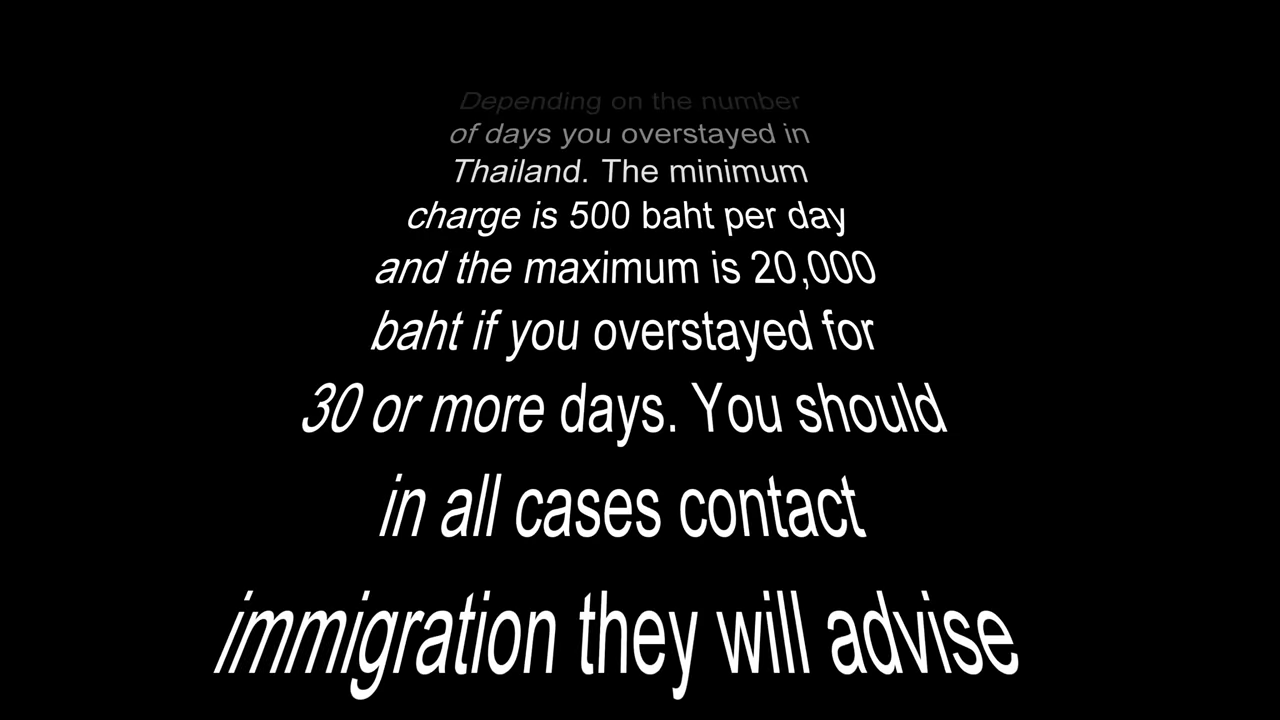 Depending on the number
of days you overstayed in
Thailand. The minimum
charge is 500 baht per day
and the maximum is 20,000
baht if you overstayed for
30 or more days. You should
in all cases contact
immigration they will advise